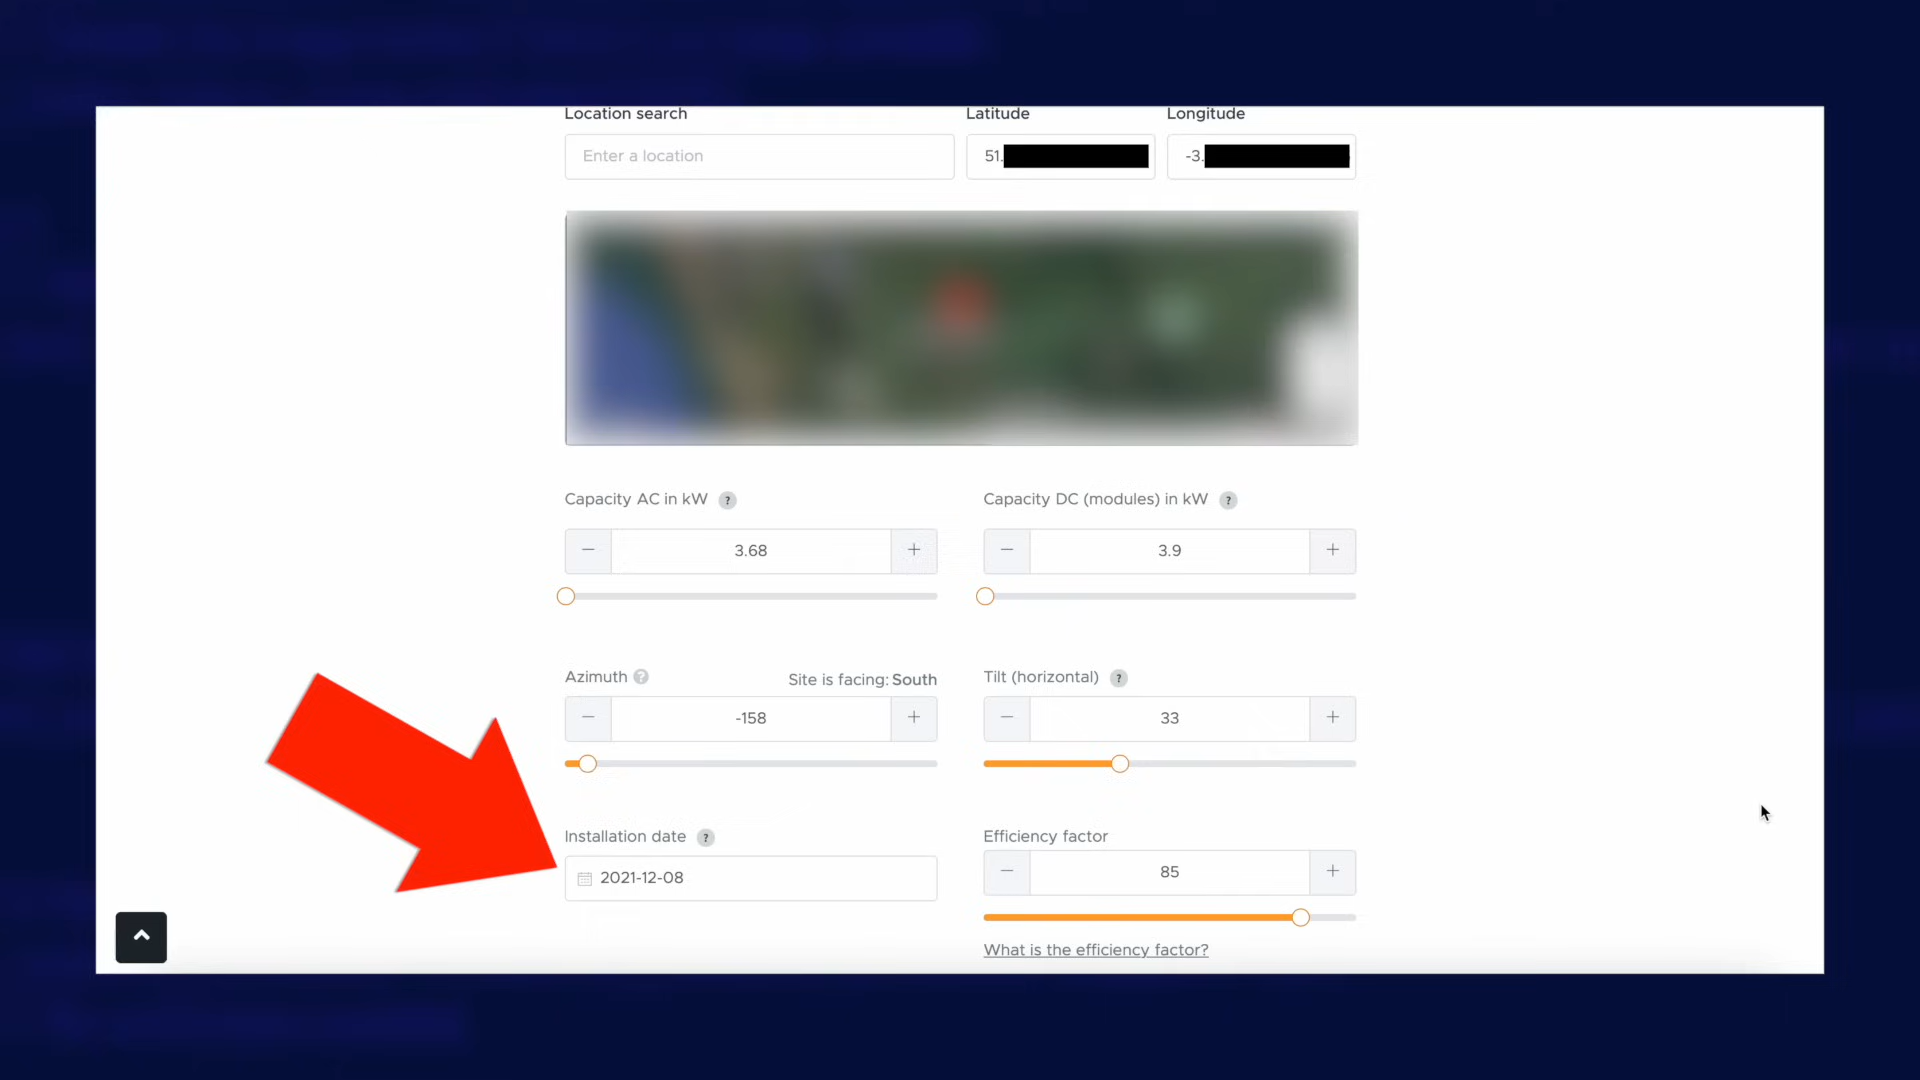 Location search
Latitude
Longitude
Enter a location
51.
-3.
Capacity AC in kW ?
Capacity DC (modules) in kW ?
− 3.68 +
− 3.9 +
Azimuth ?
Site is facing: South
Tilt (horizontal) ?
− -158 +
− 33 +
Installation date ?
Efficiency factor
2021-12-08
− 85 +
What is the efficiency factor?